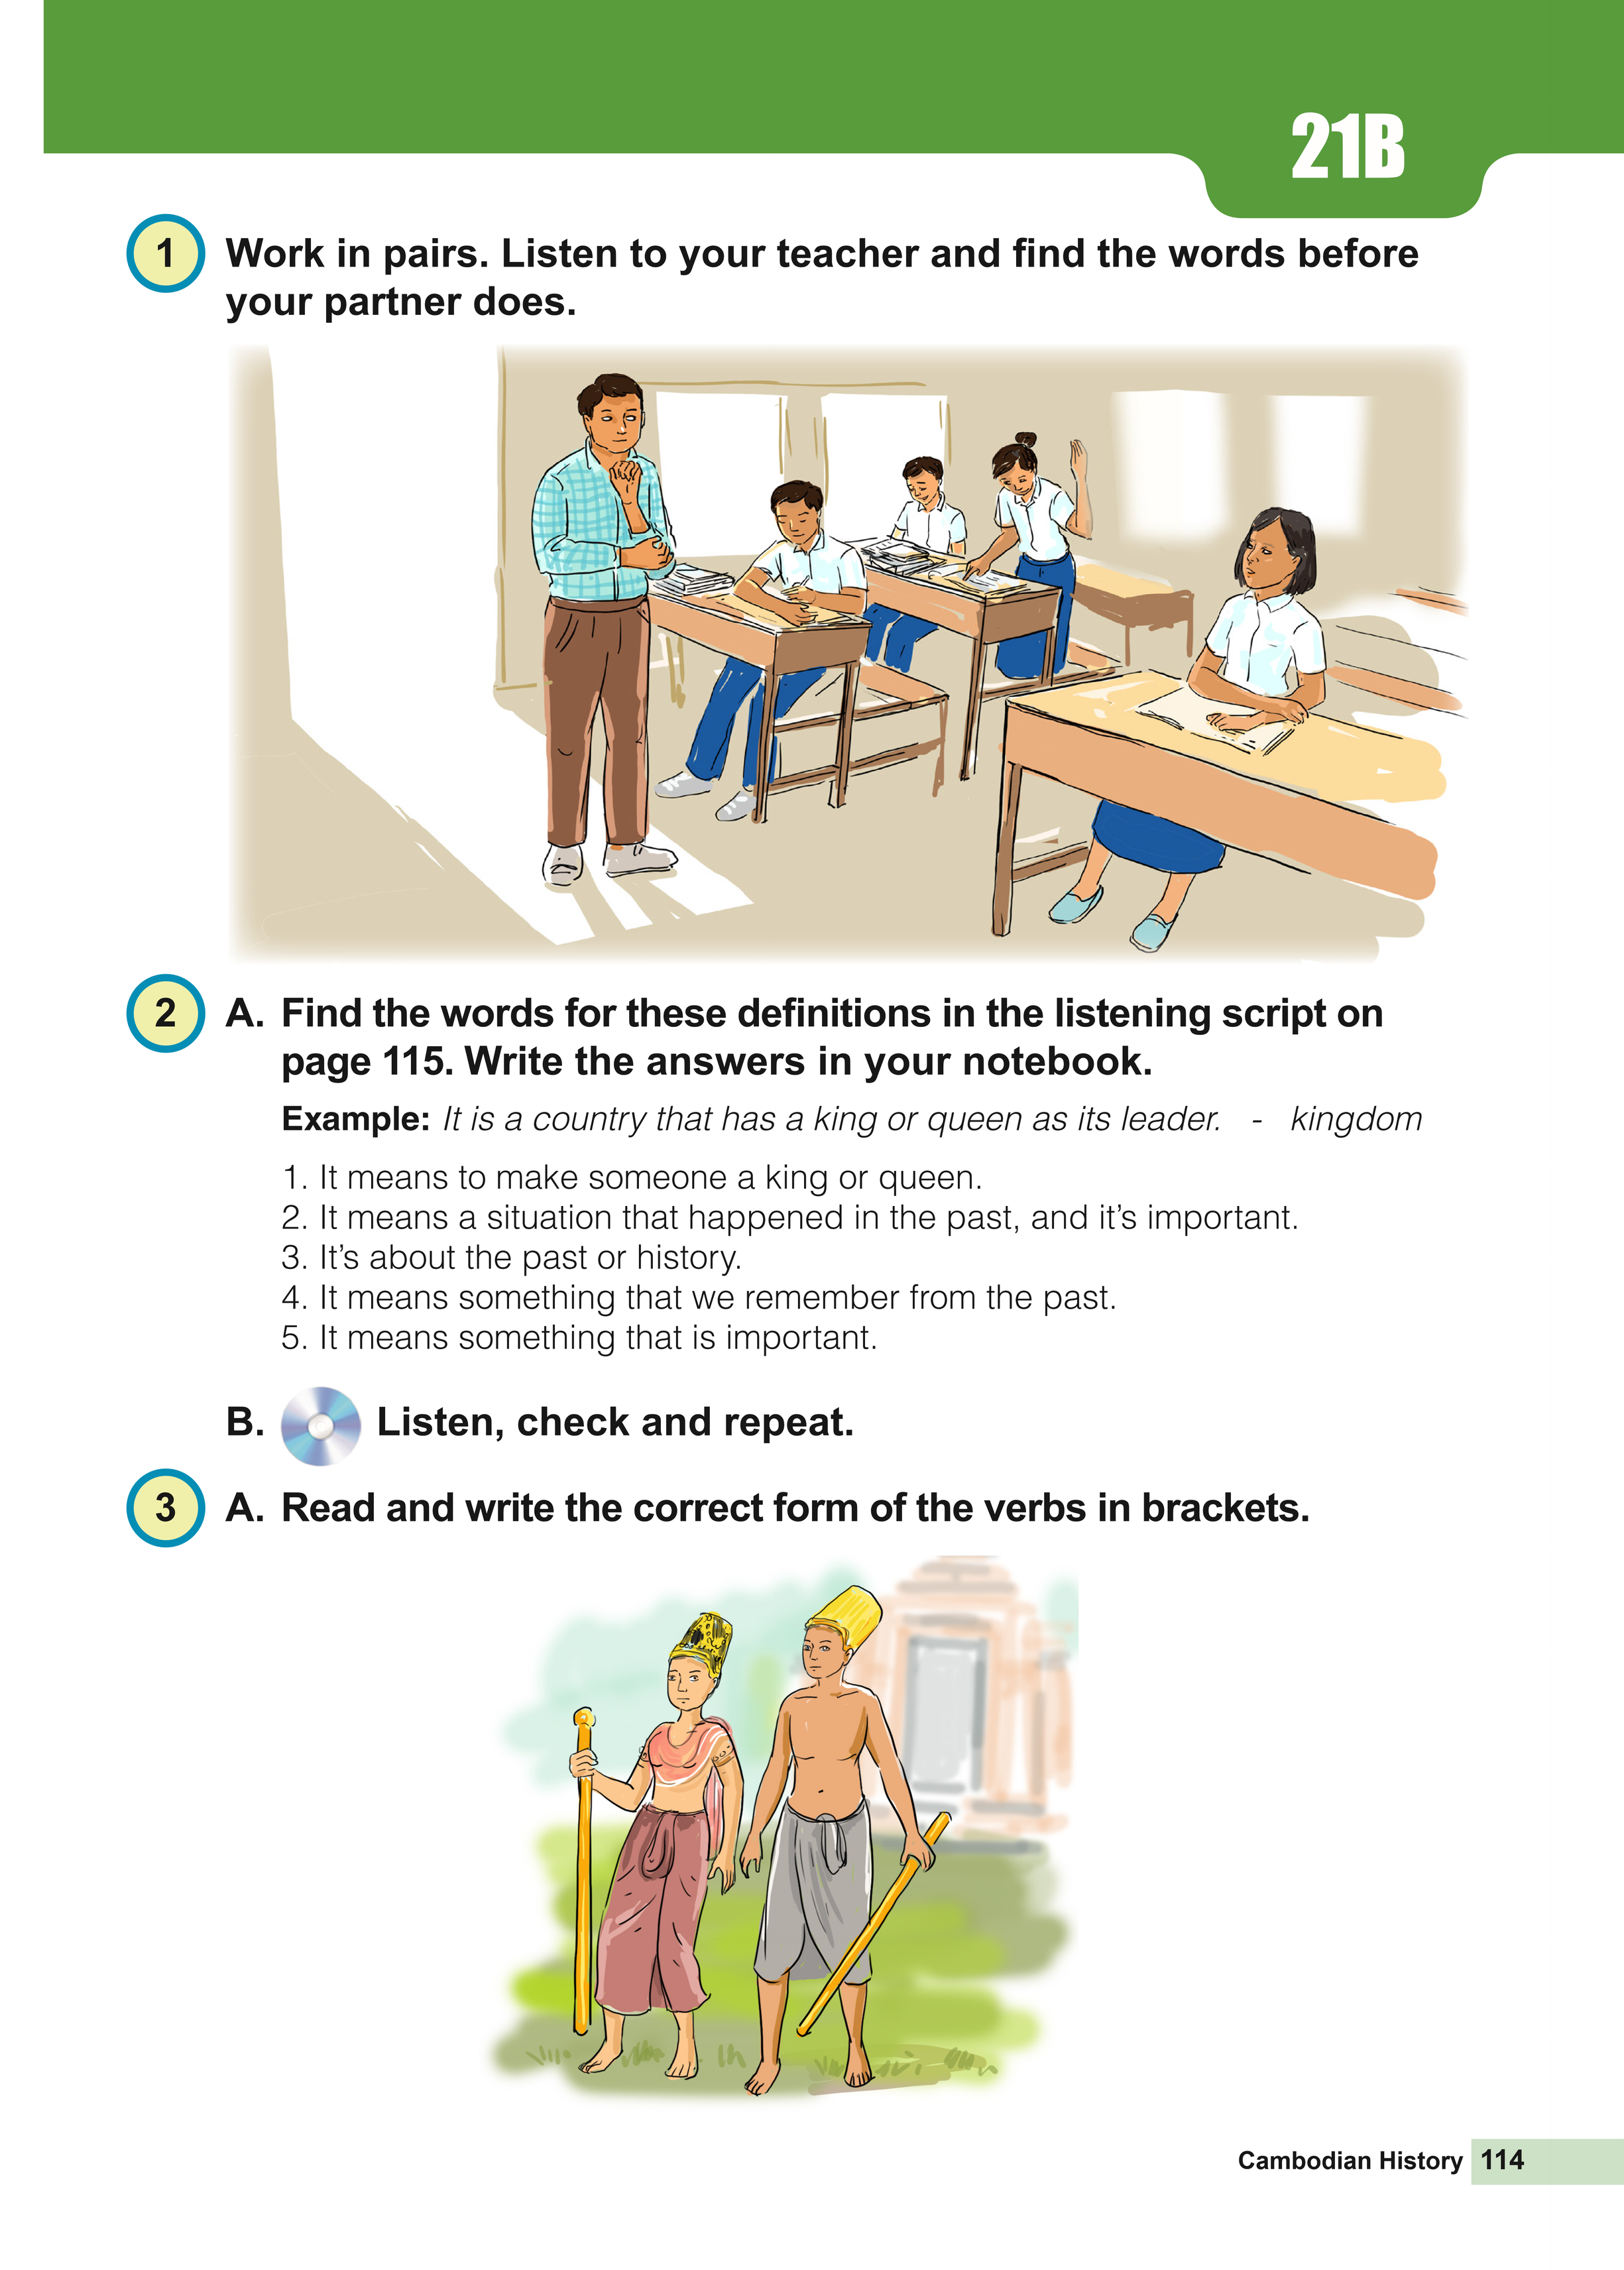 21B
1 Work in pairs. Listen to your teacher and find the words before
your partner does.
2 A. Find the words for these definitions in the listening script on
page 115. Write the answers in your notebook.
Example: It is a country that has a king or queen as its leader. - kingdom
1. It means to make someone a king or queen.
2. It means a situation that happened in the past, and it's important.
3. It's about the past or history.
4. It means something that we remember from the past.
5. It means something that is important.
B. Listen, check and repeat.
3 A. Read and write the correct form of the verbs in brackets.
Cambodian History 114